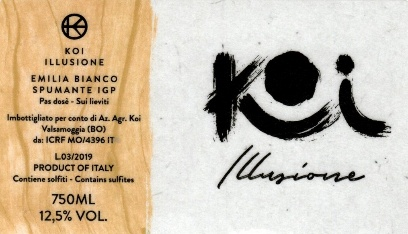 KOI
ILLUSIONE
EMILIA BIANCO
SPUMANTE IGP
Pas dosè - Sui lieviti
Imbottigliato per conto di Az. Agr. Koi
Valsamoggia (BO)
da: ICRF MO/4396 IT
L.03/2019
PRODUCT OF ITALY
Contiene solfiti - Contains sulfites
750ML
12,5% VOL.
Koi
Illusione